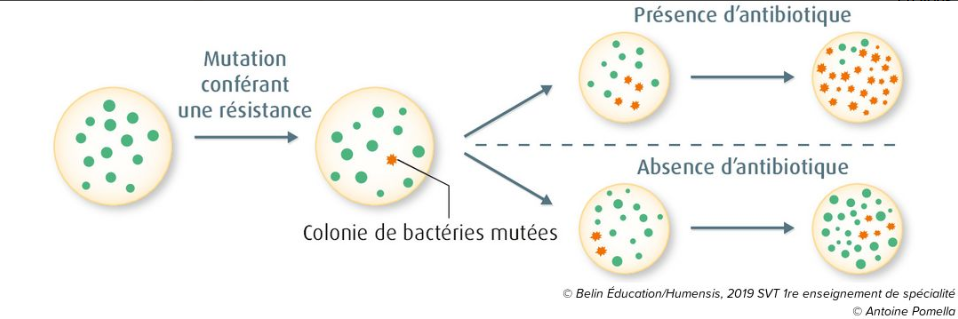 Présence d'antibiotique
Mutation
conférant
une résistance
Absence d'antibiotique
Colonie de bactéries mutées
© Belin Éducation/Humensis, 2019 SVT 1re enseignement de spécialité
© Antoine Pomella